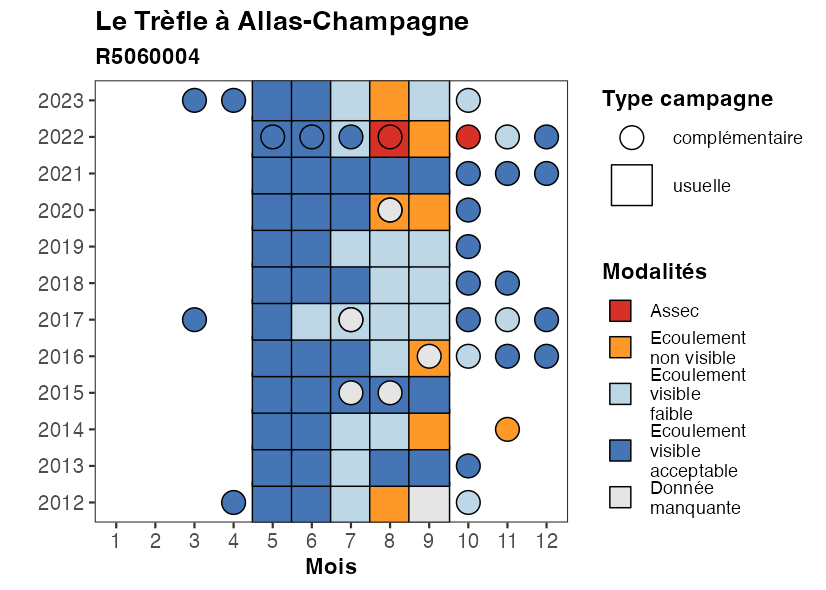 Le Trèfle à Allas-Champagne
R5060004
2023
2022
2021
2020
2019
2018
2017
2016
2015
2014
2013
2012
1 2 3 4 5 6 7 8 9 10 11 12
Mois
Type campagne
complémentaire
usuelle
Modalités
Assec
Ecoulement
non visible
Ecoulement
visible
faible
Ecoulement
visible
acceptable
Donnée
manquante